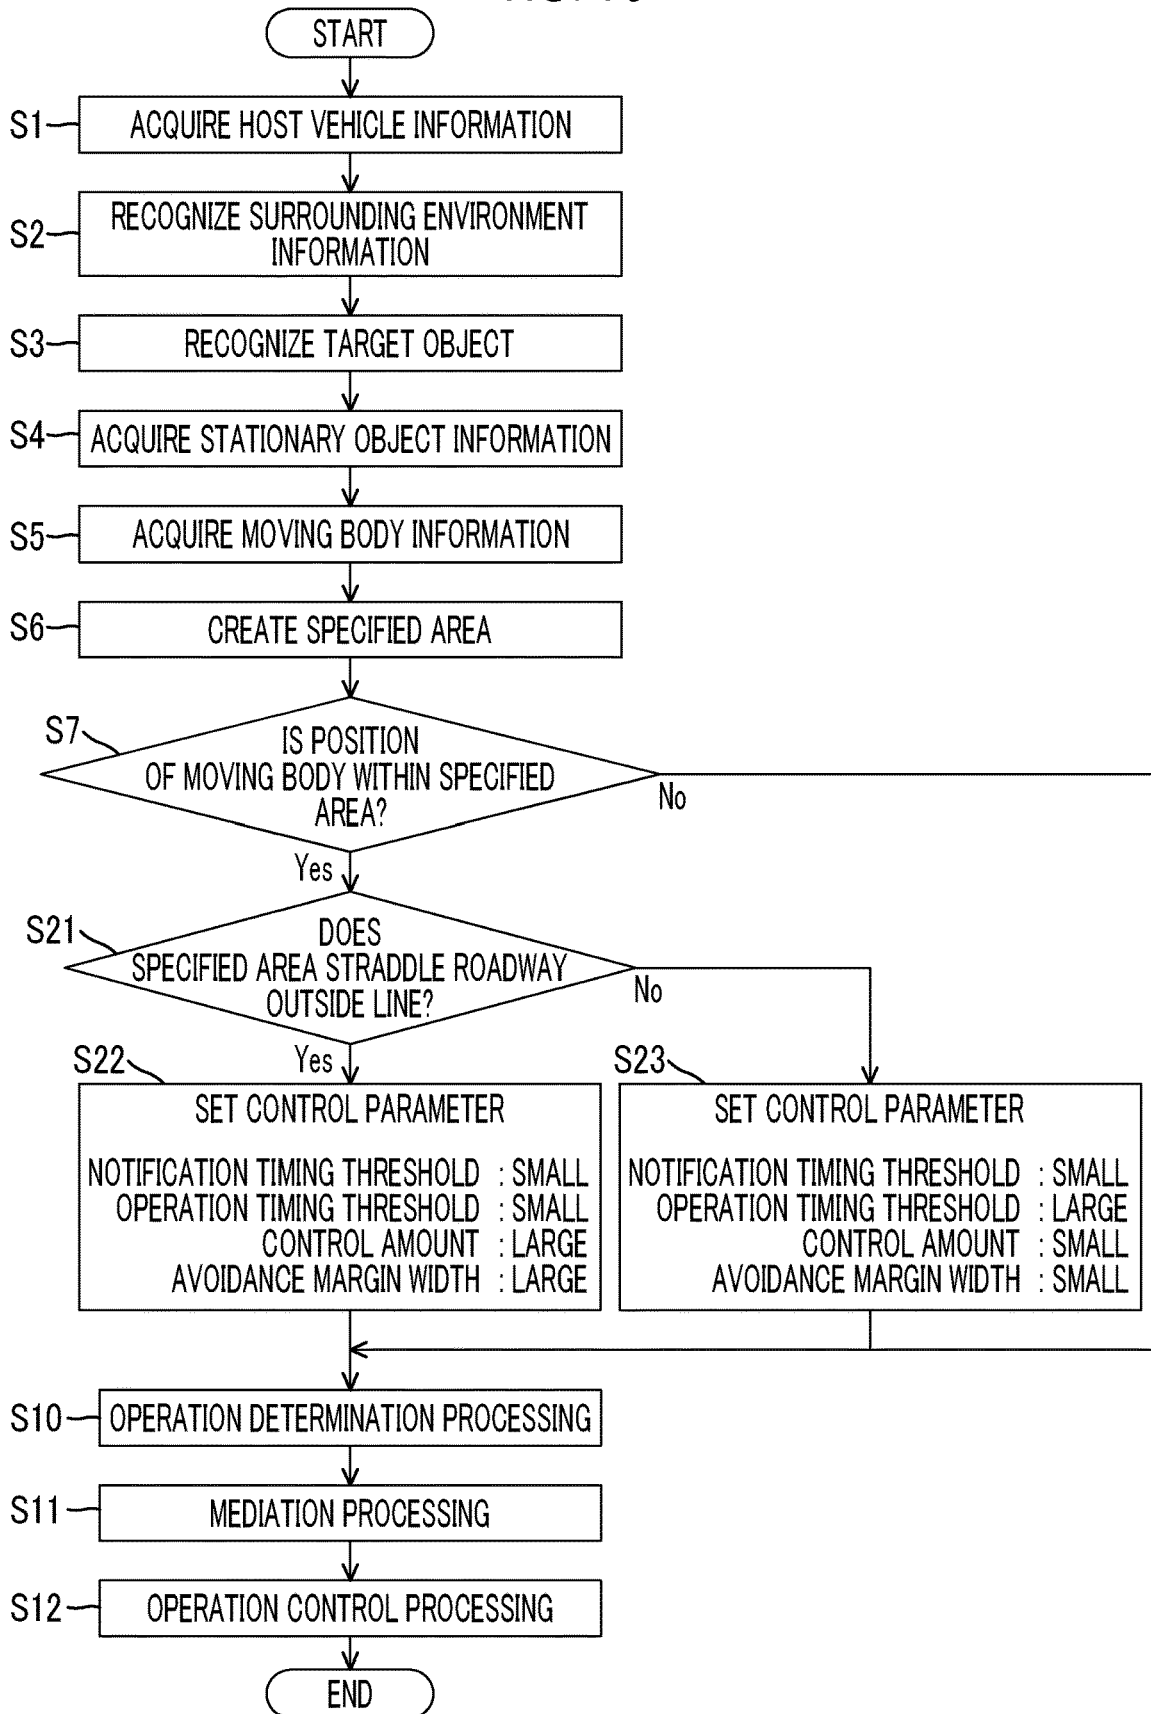 START
S1
ACQUIRE HOST VEHICLE INFORMATION
S2
RECOGNIZE SURROUNDING ENVIRONMENT
INFORMATION
S3
RECOGNIZE TARGET OBJECT
S4
ACQUIRE STATIONARY OBJECT INFORMATION
S5
ACQUIRE MOVING BODY INFORMATION
S6
CREATE SPECIFIED AREA
S7
IS POSITION
OF MOVING BODY WITHIN SPECIFIED
AREA?
No
Yes
S21
DOES
SPECIFIED AREA STRADDLE ROADWAY
OUTSIDE LINE?
No
Yes
S22
SET CONTROL PARAMETER
NOTIFICATION TIMING THRESHOLD : SMALL
OPERATION TIMING THRESHOLD : SMALL
CONTROL AMOUNT : LARGE
AVOIDANCE MARGIN WIDTH : LARGE
S23
SET CONTROL PARAMETER
NOTIFICATION TIMING THRESHOLD : SMALL
OPERATION TIMING THRESHOLD : LARGE
CONTROL AMOUNT : SMALL
AVOIDANCE MARGIN WIDTH : SMALL
S10
OPERATION DETERMINATION PROCESSING
S11
MEDIATION PROCESSING
S12
OPERATION CONTROL PROCESSING
END